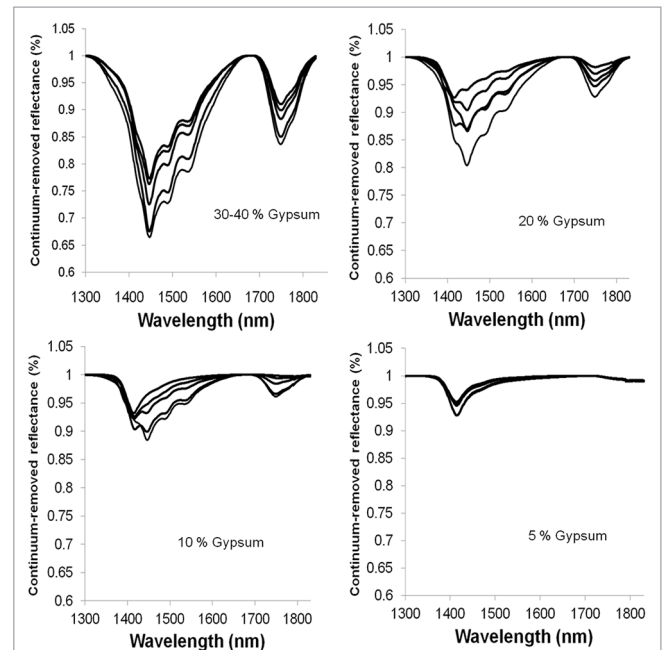 Continuum-removed reflectance (%)
1.05
1
0.95
0.9
0.85
0.8
0.75
0.7
0.65
0.6
30-40 % Gypsum
1300 1400 1500 1600 1700 1800
Wavelength (nm)
Continuum-removed reflectance (%)
1.05
1
0.95
0.9
0.85
0.8
0.75
0.7
0.65
0.6
20 % Gypsum
1300 1400 1500 1600 1700 1800
Wavelength (nm)
Continuum-removed reflectance (%)
1.05
1
0.95
0.9
0.85
0.8
0.75
0.7
0.65
0.6
10 % Gypsum
1300 1400 1500 1600 1700 1800
Wavelength (nm)
Continuum-removed reflectance (%)
1.05
1
0.95
0.9
0.85
0.8
0.75
0.7
0.65
0.6
5 % Gypsum
1300 1400 1500 1600 1700 1800
Wavelength (nm)